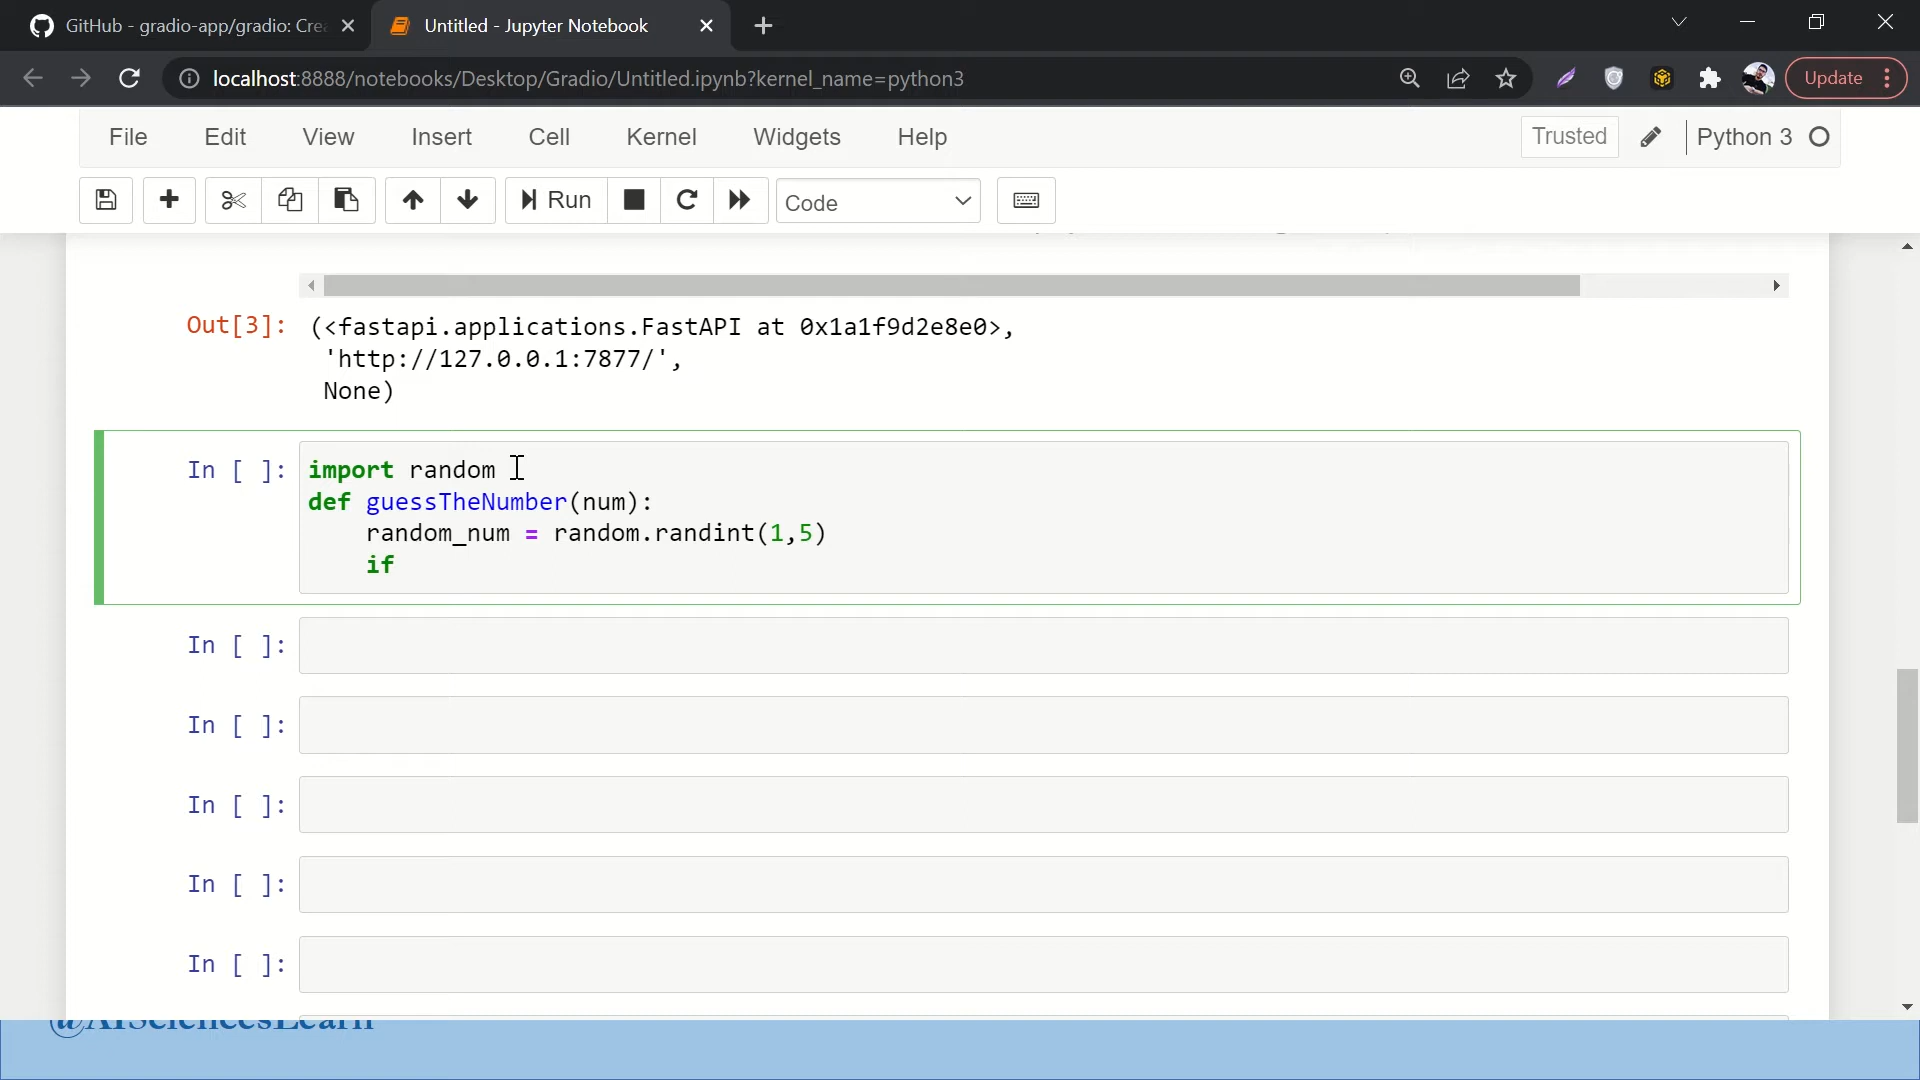 GitHub - gradio-app/gradio: Cre
Untitled - Jupyter Notebook
localhost:8888/notebooks/Desktop/Gradio/Untitled.ipynb?kernel_name=python3
Update
File Edit View Insert Cell Kernel Widgets Help
Trusted
Python 3
Run
Code
Out[3]: (<fastapi.applications.FastAPI at 0x1a1f9d2e8e0>,
'http://127.0.0.1:7877/',
None)
In [ ]: import random
def guessTheNumber(num):
random_num = random.randint(1,5)
if
In [ ]:
In [ ]:
In [ ]:
In [ ]:
In [ ]:
@AISciencesLearn